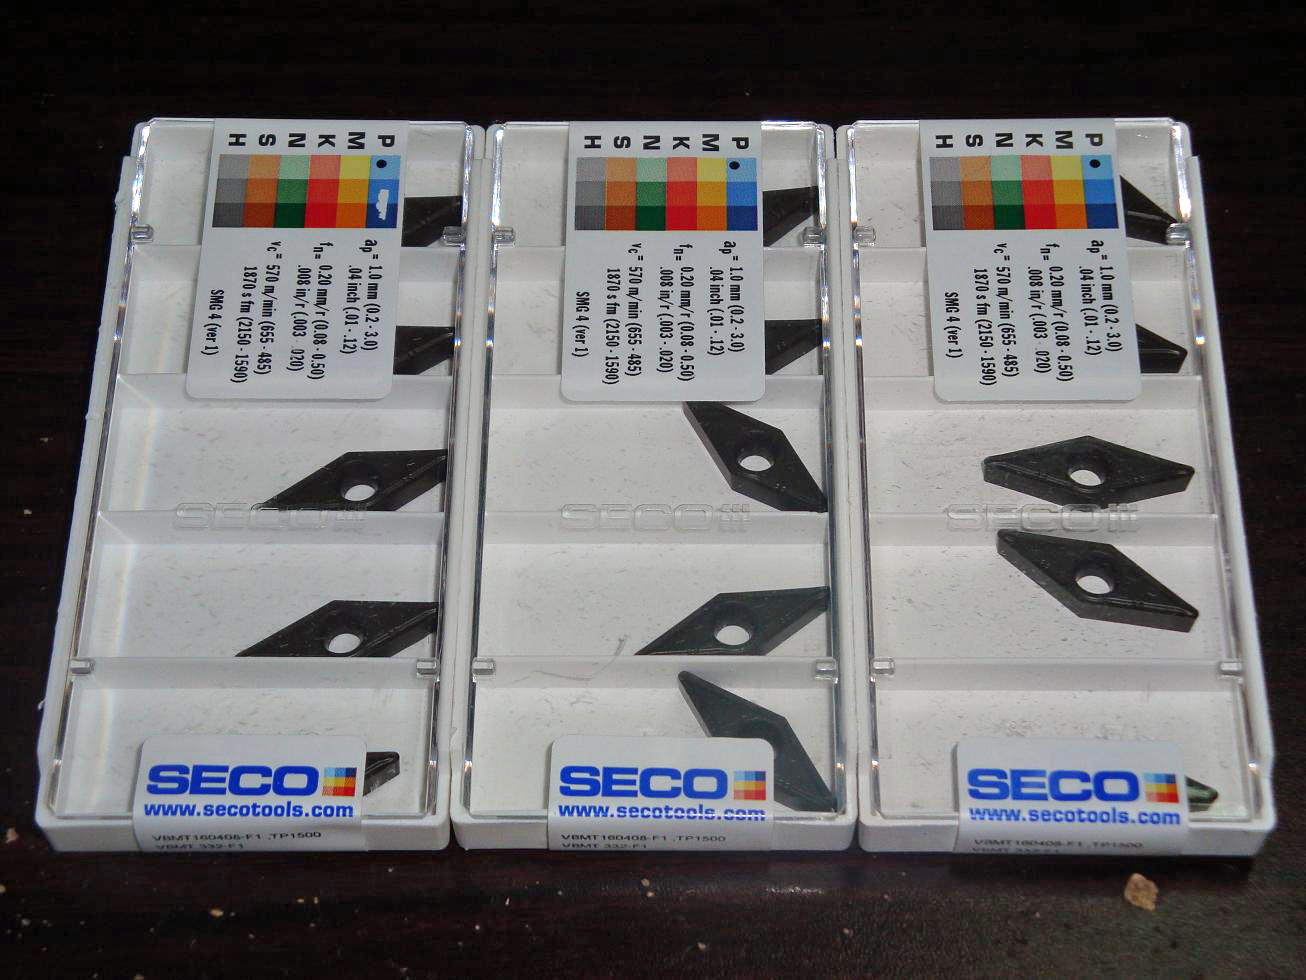 P
M
K
N
S
H
ap = 1.0 mm (0.2 - 3.0)
.04 inch (.01 - .12)
fn = 0.20 mm/r (0.08 - 0.50)
.008 in/r (.003 - .020)
vc = 570 m/min (655 - 485)
1870 s fm (2150 - 1590)
SMG 4 (ver 1)
P
M
K
N
S
H
ap = 1.0 mm (0.2 - 3.0)
.04 inch (.01 - .12)
fn= 0.20 mm/r (0.08 - 0.50)
.008 in/r (.003 - .020)
vc = 570 m/min (655 - 485)
1870 s fm (2150 - 1590)
SMG 4 (ver 1)
P
M
K
N
S
H
ap = 1.0 mm (0.2 - 3.0)
.04 inch (.01 - .12)
fn= 0.20 mm/r (0.08 - 0.50)
.008 in/r (.003 - .020)
vc = 570 m/min (655 - 485)
1870 s fm (2150 - 1590)
SMG 4 (ver 1)
SECO
SECO
SECO
SECO
www.secotools.com
VBMT160408-F1 ,TP1500
VBMT 332-F1
SECO
www.secotools.com
VBMT160408-F1 ,TP1500
VBMT 332-F1
SECO
www.secotools.com
VBMT160408-F1 ,TP1500
VBMT 332-F1